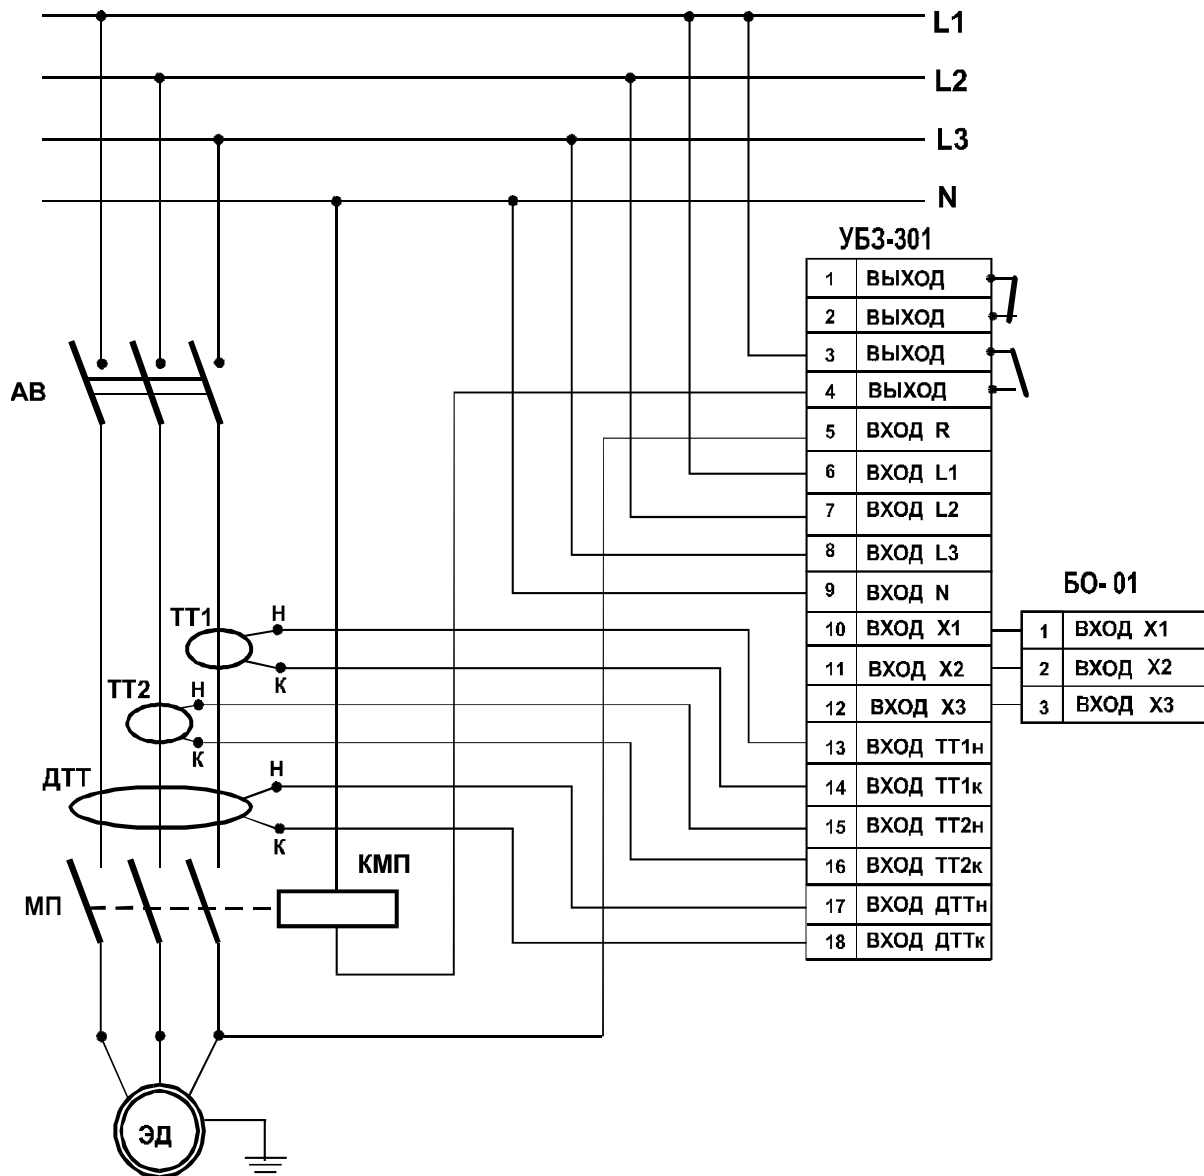 L1
L2
L3
N
УБЗ-301
1 ВЫХОД
2 ВЫХОД
3 ВЫХОД
4 ВЫХОД
5 ВХОД R
6 ВХОД L1
7 ВХОД L2
8 ВХОД L3
9 ВХОД N
10 ВХОД X1
11 ВХОД X2
12 ВХОД X3
13 ВХОД ТТ1н
14 ВХОД ТТ1к
15 ВХОД ТТ2н
16 ВХОД ТТ2к
17 ВХОД ДТТн
18 ВХОД ДТТк
БО-01
1 ВХОД X1
2 ВХОД X2
3 ВХОД X3
АВ
ТТ1
Н
К
ТТ2
Н
К
ДТТ
Н
К
КМП
МП
ЭД